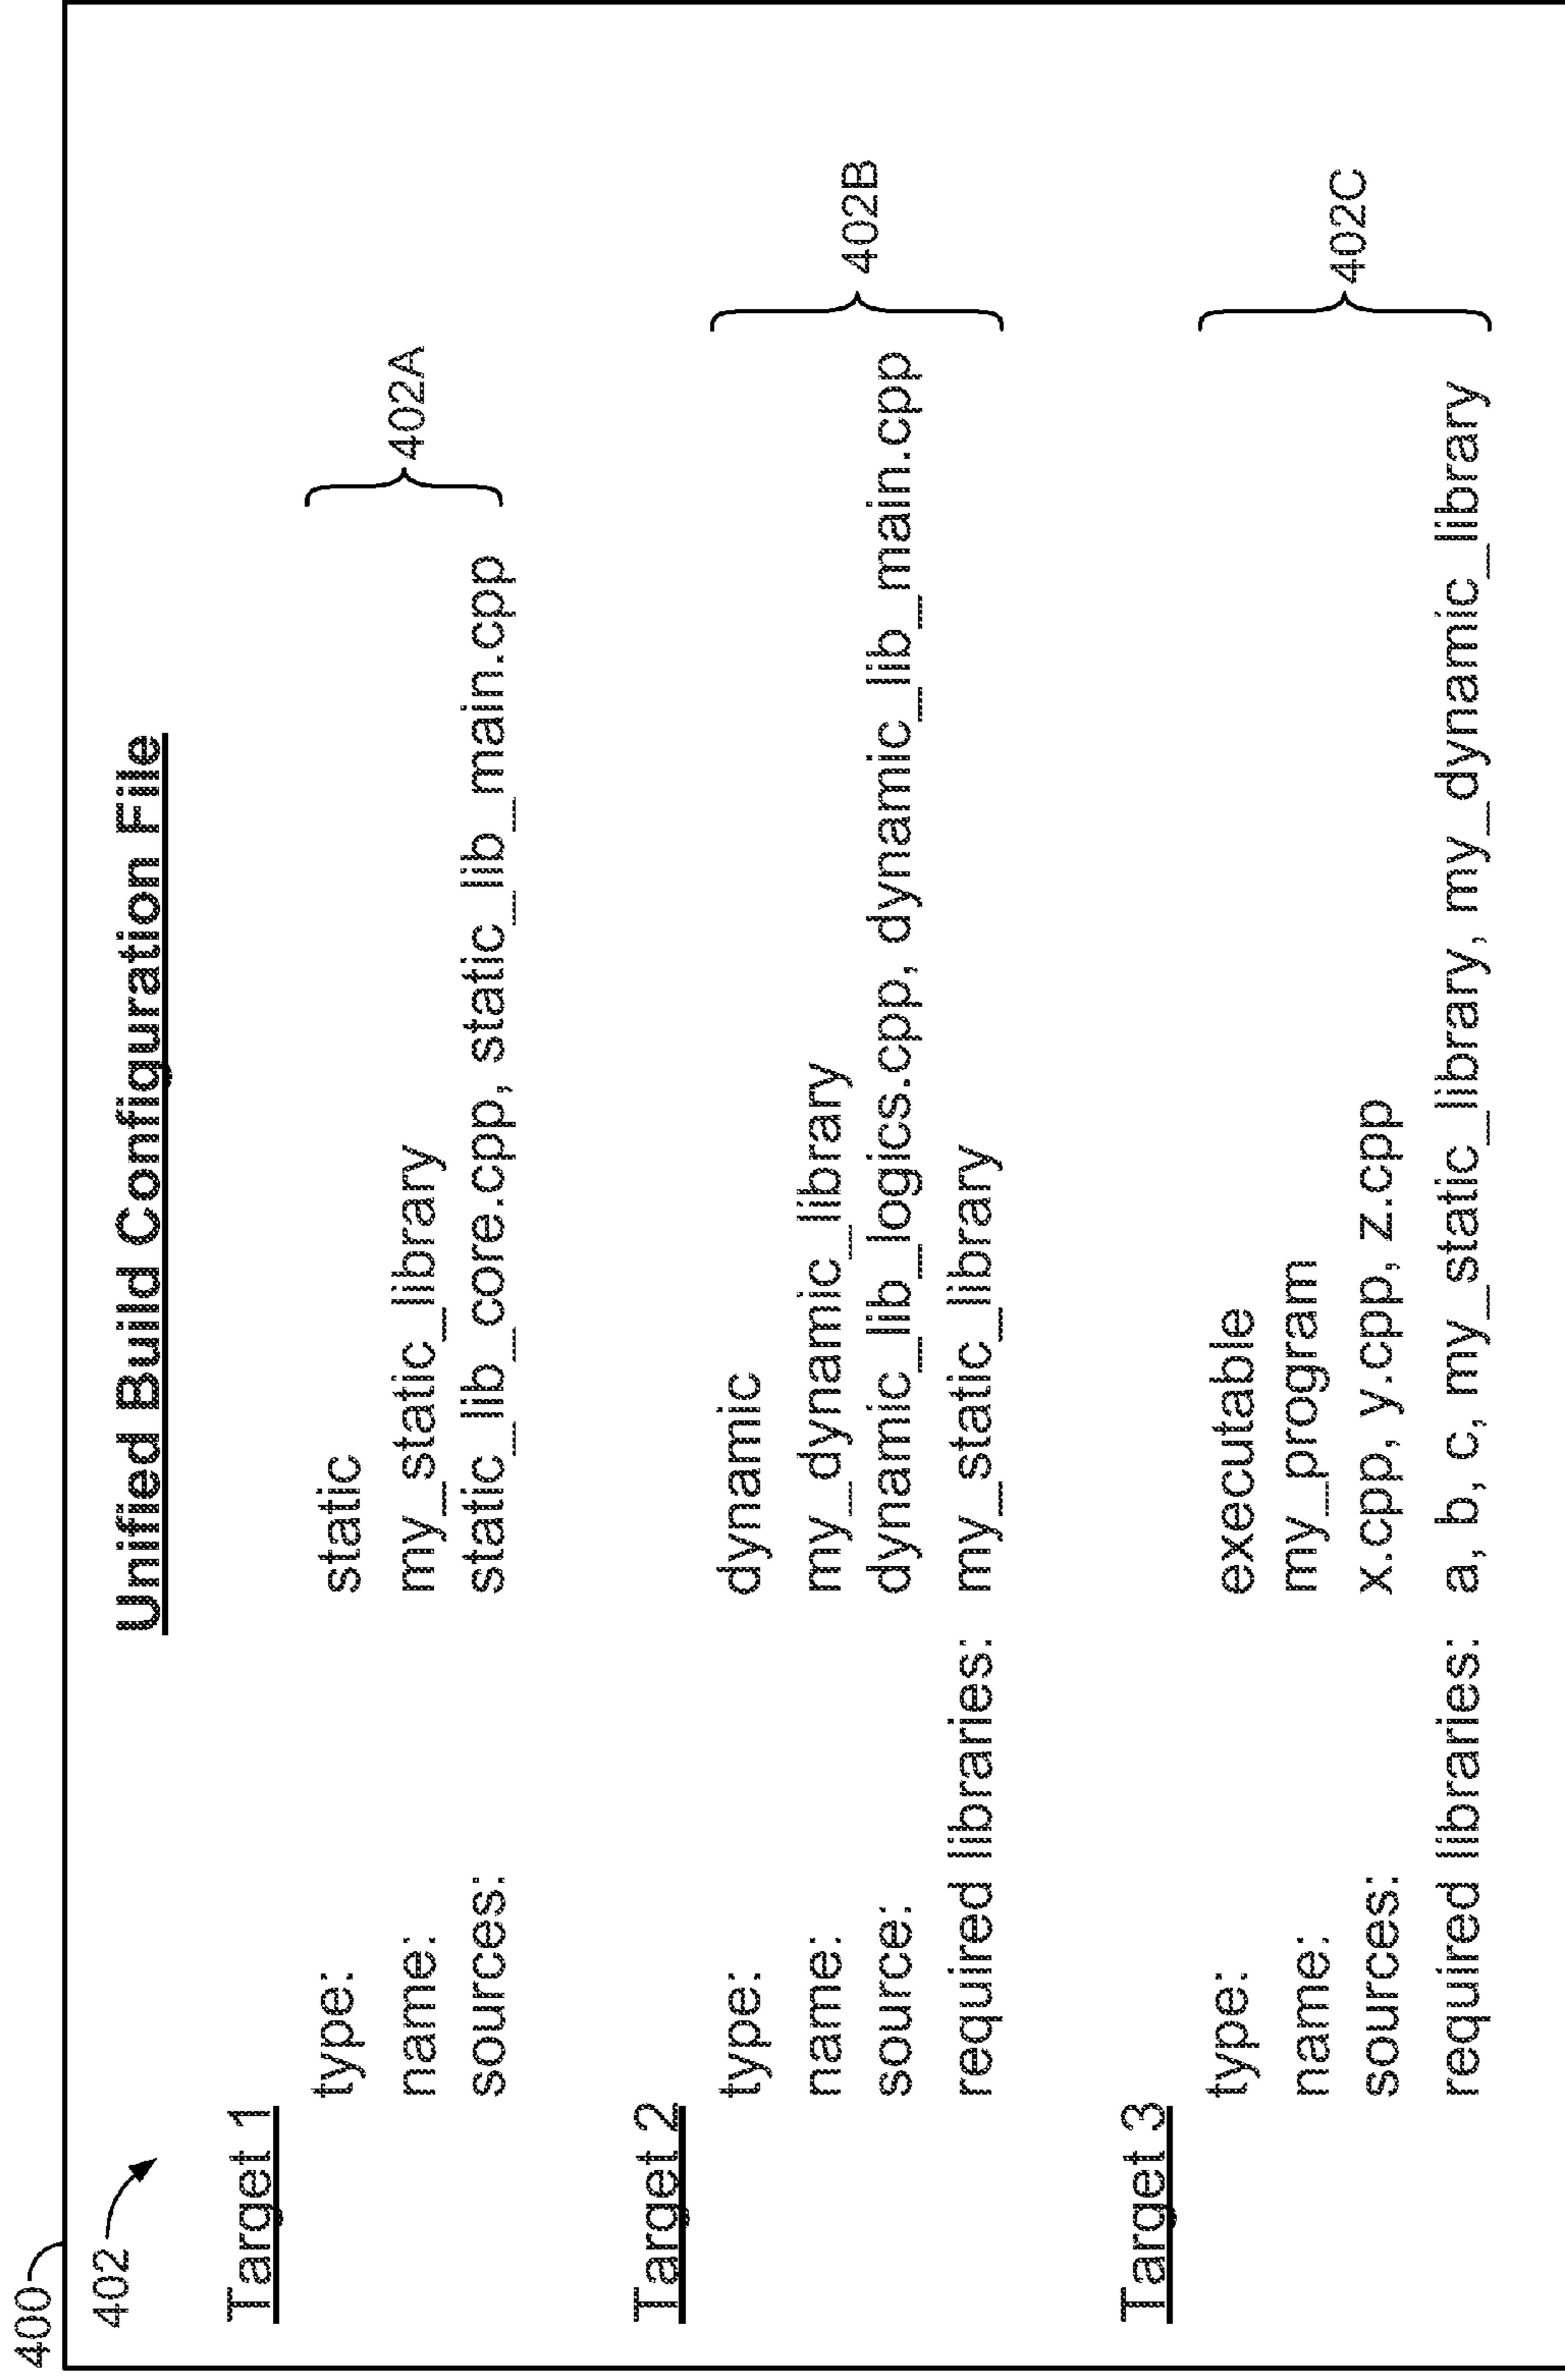 400
402
Unified Build Configuration File
Target 1
type: static
name: my_static_library
sources: static_lib_core.cpp, static_lib_main.cpp
402A
Target 2
type: dynamic
name: my_dynamic_library
source: dynamic_lib_logics.cpp, dynamic_lib_main.cpp
required libraries: my_static_library
402B
Target 3
type: executable
name: my_program
sources: x.cpp, y.cpp, z.cpp
required libraries: a, b, c, my_static_library, my_dynamic_library
402C